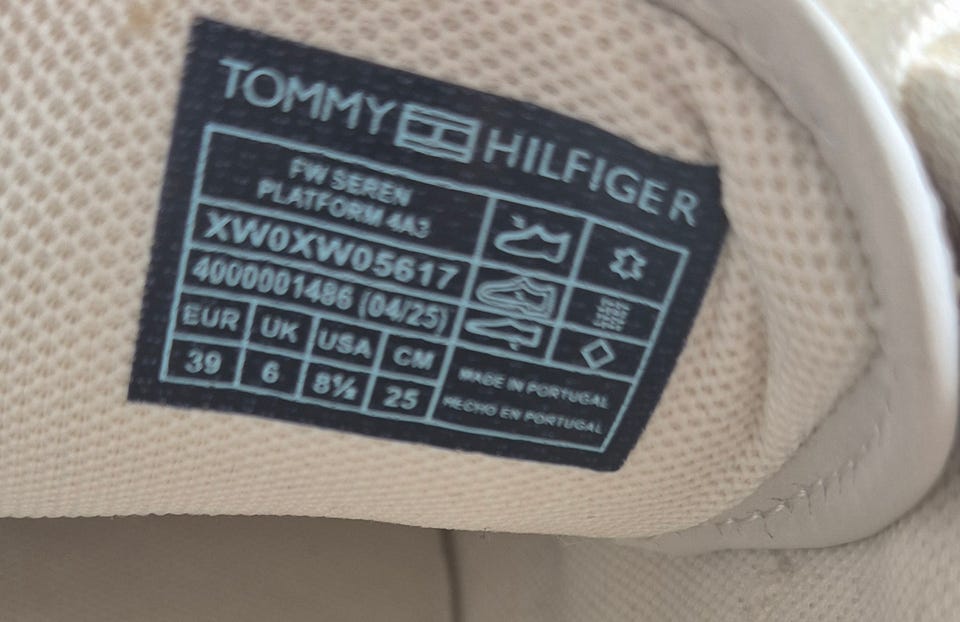 TOMMY HILFIGER
FW SEREN
PLATFORM 4A3
XW0XW05617
4000001486 (04/25)
EUR UK USA CM
39 6 8½ 25
MADE IN PORTUGAL
HECHO EN PORTUGAL